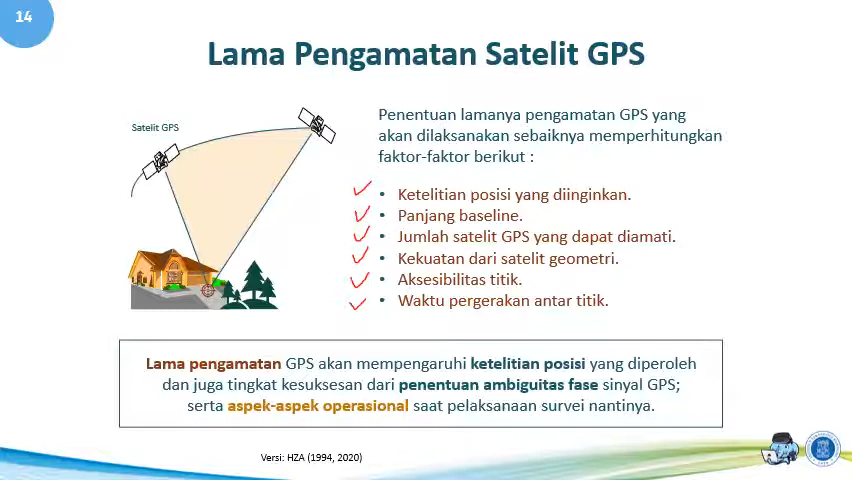 14
Lama Pengamatan Satelit GPS
Satelit GPS
Penentuan lamanya pengamatan GPS yang
akan dilaksanakan sebaiknya memperhitungkan
faktor-faktor berikut :
• Ketelitian posisi yang diinginkan.
• Panjang baseline.
• Jumlah satelit GPS yang dapat diamati.
• Kekuatan dari satelit geometri.
• Aksesibilitas titik.
• Waktu pergerakan antar titik.
Lama pengamatan GPS akan mempengaruhi ketelitian posisi yang diperoleh
dan juga tingkat kesuksesan dari penentuan ambiguitas fase sinyal GPS;
serta aspek-aspek operasional saat pelaksanaan survei nantinya.
Versi: HZA (1994, 2020)